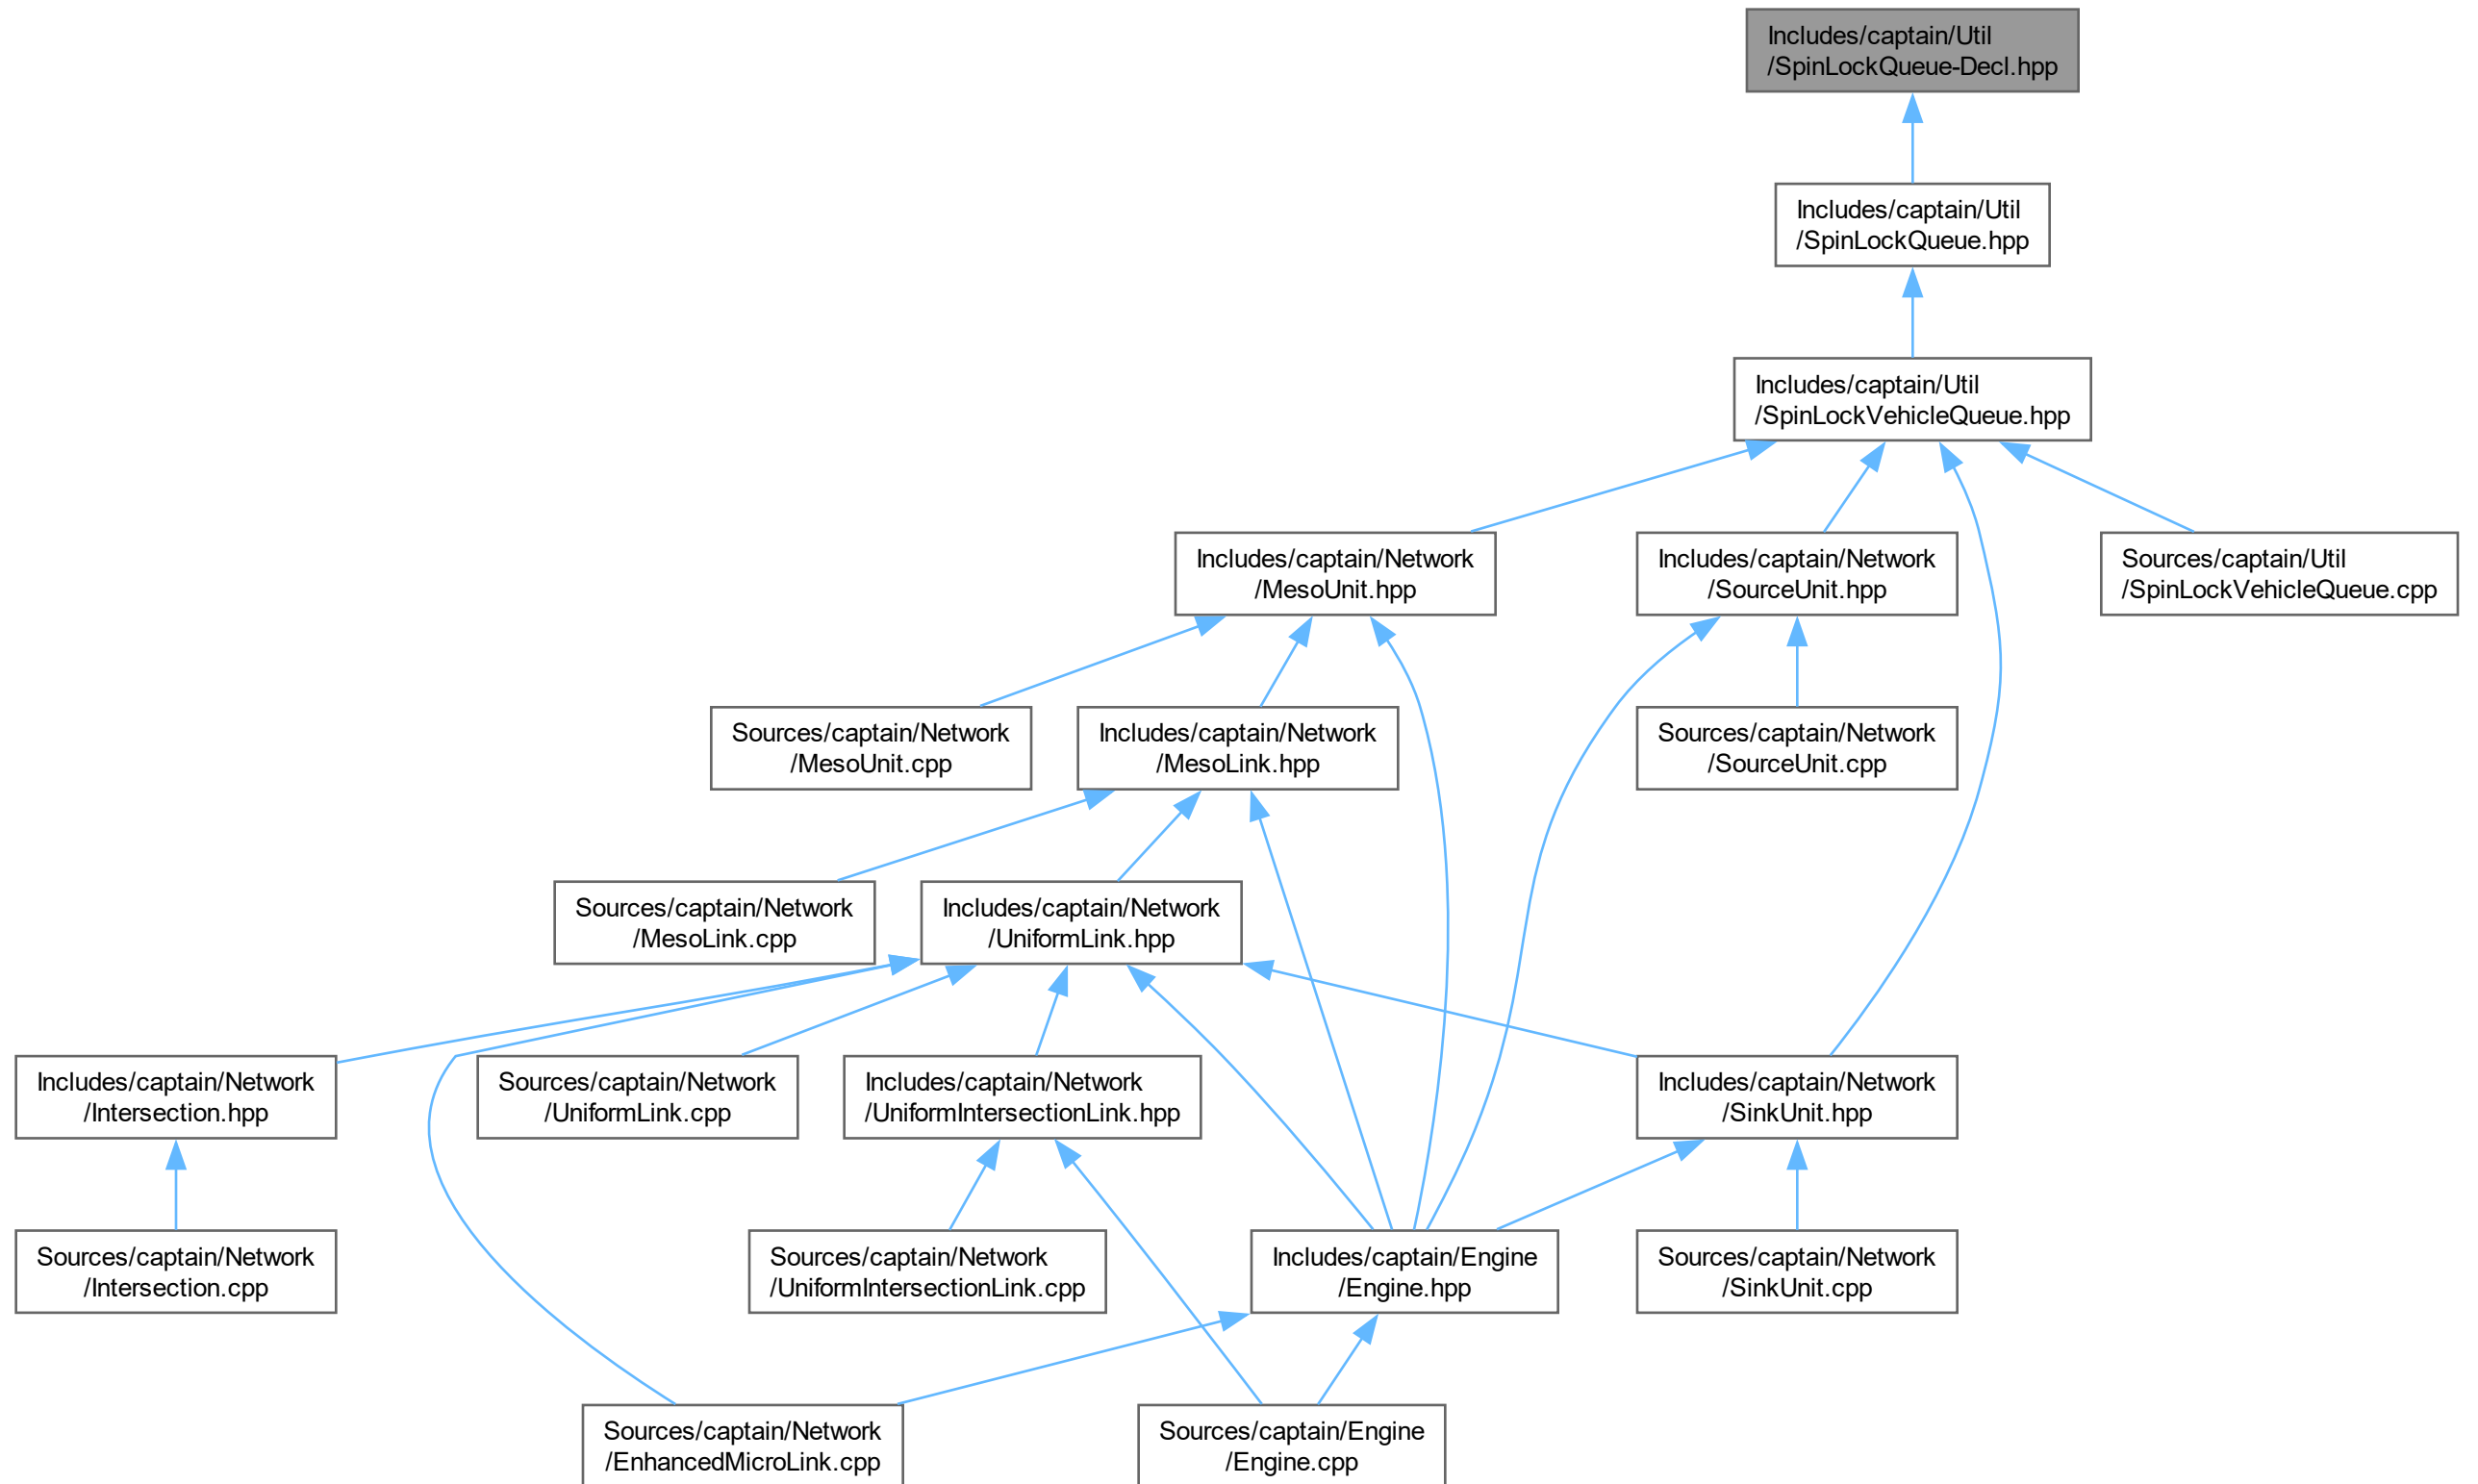 Includes/captain/Util
/SpinLockQueue-Decl.hpp
Includes/captain/Util
/SpinLockQueue.hpp
Includes/captain/Util
/SpinLockVehicleQueue.hpp
Includes/captain/Network
/MesoUnit.hpp
Includes/captain/Network
/SourceUnit.hpp
Sources/captain/Util
/SpinLockVehicleQueue.cpp
Sources/captain/Network
/MesoUnit.cpp
Includes/captain/Network
/MesoLink.hpp
Sources/captain/Network
/SourceUnit.cpp
Sources/captain/Network
/MesoLink.cpp
Includes/captain/Network
/UniformLink.hpp
Includes/captain/Network
/Intersection.hpp
Sources/captain/Network
/UniformLink.cpp
Includes/captain/Network
/UniformIntersectionLink.hpp
Includes/captain/Network
/SinkUnit.hpp
Sources/captain/Network
/Intersection.cpp
Sources/captain/Network
/UniformIntersectionLink.cpp
Includes/captain/Engine
/Engine.hpp
Sources/captain/Network
/SinkUnit.cpp
Sources/captain/Network
/EnhancedMicroLink.cpp
Sources/captain/Engine
/Engine.cpp